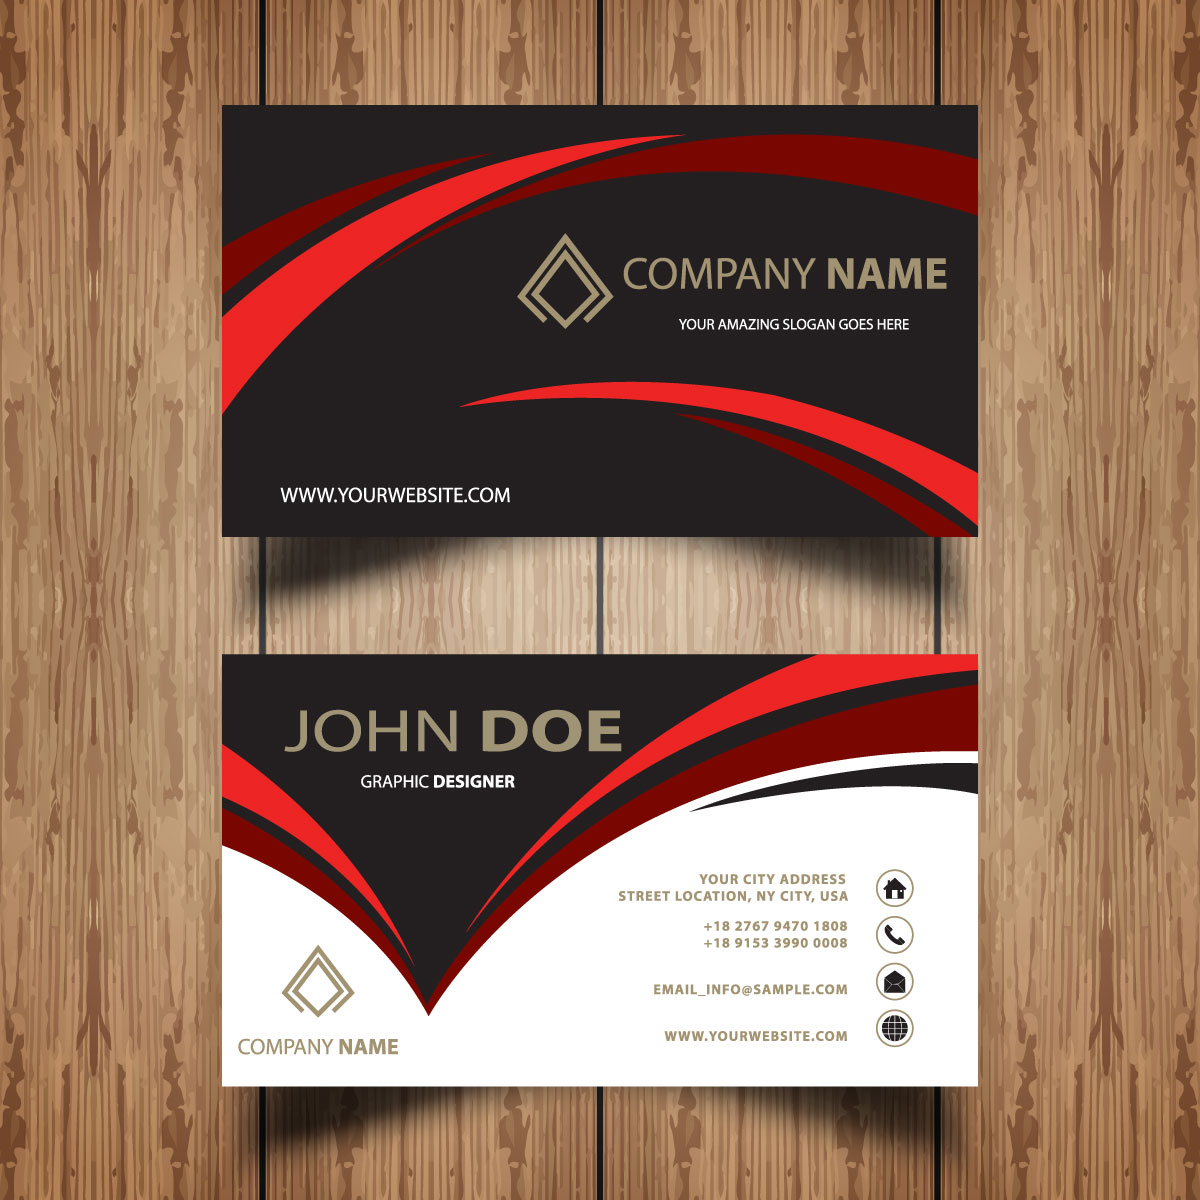 COMPANY NAME
YOUR AMAZING SLOGAN GOES HERE
WWW.YOURWEBSITE.COM
JOHN DOE
GRAPHIC DESIGNER
YOUR CITY ADDRESS
STREET LOCATION, NY CITY, USA
+18 2767 9470 1808
+18 9153 3990 0008
EMAIL_INFO@SAMPLE.COM
WWW.YOURWEBSITE.COM
COMPANY NAME